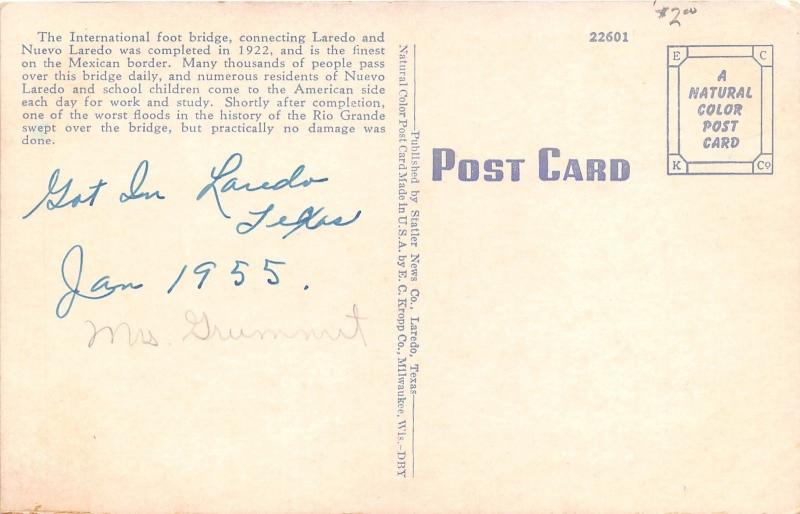 $2.00
22601
The International foot bridge, connecting Laredo and
Nuevo Laredo was completed in 1922, and is the finest
on the Mexican border. Many thousands of people pass
over this bridge daily, and numerous residents of Nuevo
Laredo and school children come to the American side
each day for work and study. Shortly after completion,
one of the worst floods in the history of the Rio Grande
swept over the bridge, but practically no damage was
done.
Got In Laredo
Texas
Jan 1955.
Mrs. Grummit
Published by Statler News Co., Laredo, Texas
Natural Color Post Card Made in U.S.A. by E. C. Kropp Co., Milwaukee, Wis.-DBY
POST CARD
E C
A
NATURAL
COLOR
POST
CARD
K Co